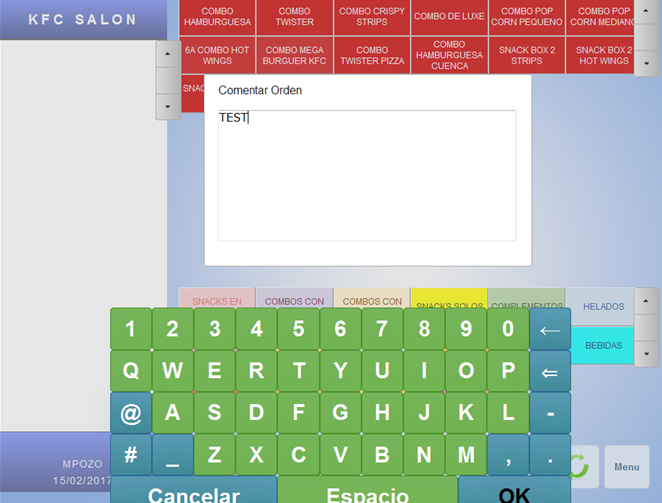 KFC SALON
COMBO HAMBURGUESA
COMBO TWISTER
COMBO CRISPY STRIPS
COMBO DE LUXE
COMBO POP CORN PEQUENO
COMBO POP CORN MEDIANO
6A COMBO HOT WINGS
COMBO MEGA BURGUER KFC
COMBO TWISTER PIZZA
COMBO HAMBURGUESA CUENCA
SNACK BOX 2 STRIPS
SNACK BOX 2 HOT WINGS
Comentar Orden
TEST
SNACKS EN
COMBOS CON
COMBOS CON
SNACKS SOLOS
COMPLEMENTOS
HELADOS
BEBIDAS
1 2 3 4 5 6 7 8 9 0 ←
Q W E R T Y U I O P ⇐
@ A S D F G H J K L -
# _ Z X C V B N M , .
Cancelar Espacio OK
MPOZO
15/02/2017
Menu